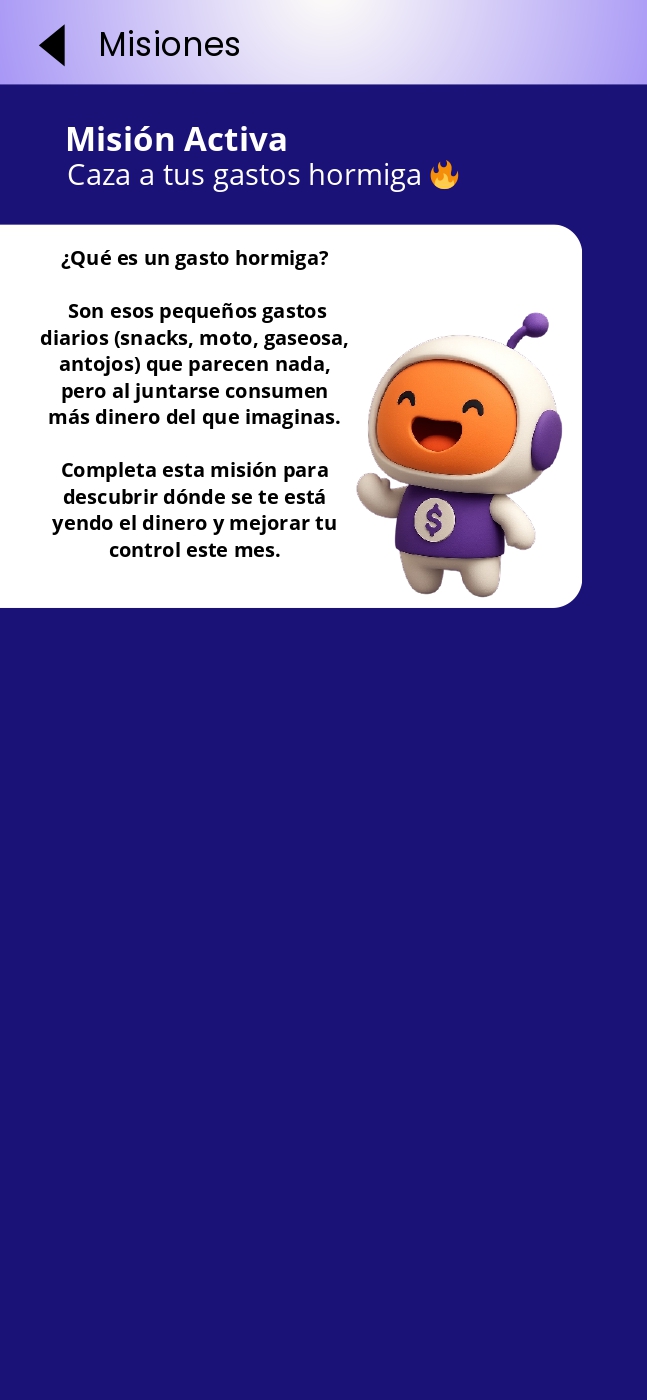 Misiones
Misión Activa
Caza a tus gastos hormiga 🔥
¿Qué es un gasto hormiga?
Son esos pequeños gastos
diarios (snacks, moto, gaseosa,
antojos) que parecen nada,
pero al juntarse consumen
más dinero del que imaginas.
Completa esta misión para
descubrir dónde se te está
yendo el dinero y mejorar tu
control este mes.
$